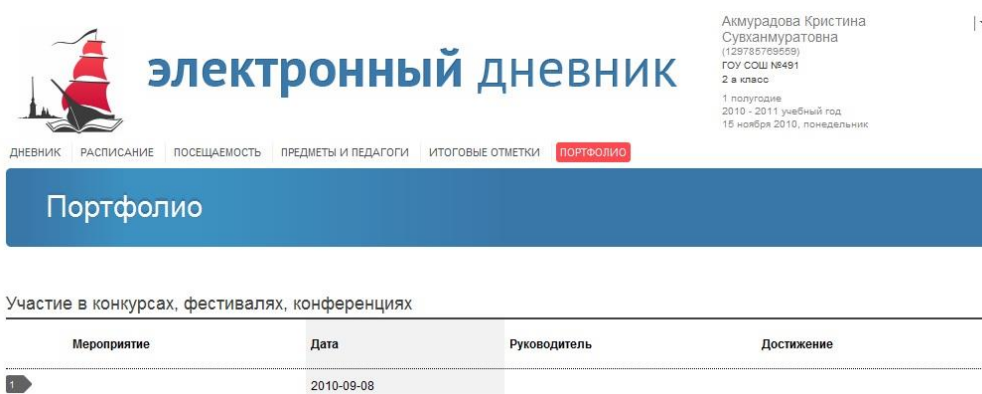 электронный дневник
Акмурадова Кристина
Сувханмуратовна
(129785769559)
ГОУ СОШ №491
2 а класс
1 полугодие
2010 - 2011 учебный год
15 ноября 2010, понедельник
ДНЕВНИК РАСПИСАНИЕ ПОСЕЩАЕМОСТЬ ПРЕДМЕТЫ И ПЕДАГОГИ ИТОГОВЫЕ ОТМЕТКИ ПОРТФОЛИО
Портфолио
Участие в конкурсах, фестивалях, конференциях
Мероприятие Дата Руководитель Достижение
1 2010-09-08